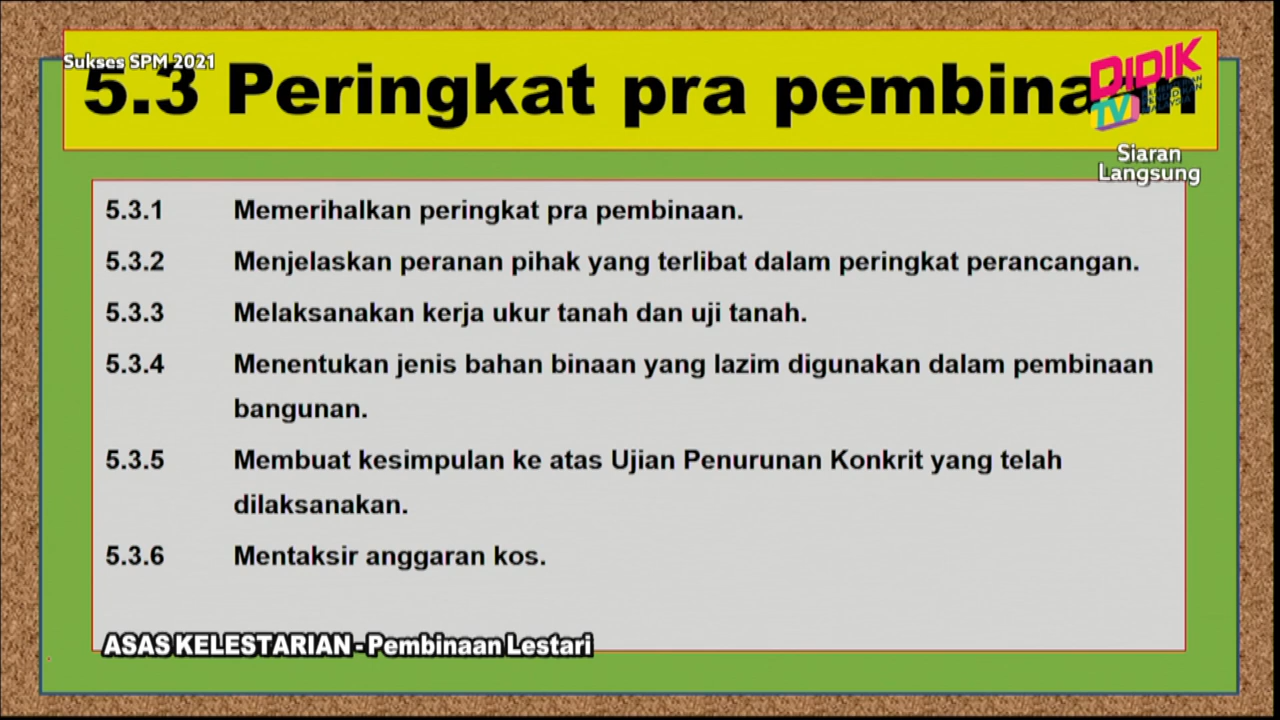 Sukses SPM 2021
5.3 Peringkat pra pembinaan
DIDIK
TV
KEMENTERIAN
PENDIDIKAN
MALAYSIA
Siaran
Langsung
5.3.1 Memerihalkan peringkat pra pembinaan.
5.3.2 Menjelaskan peranan pihak yang terlibat dalam peringkat perancangan.
5.3.3 Melaksanakan kerja ukur tanah dan uji tanah.
5.3.4 Menentukan jenis bahan binaan yang lazim digunakan dalam pembinaan
bangunan.
5.3.5 Membuat kesimpulan ke atas Ujian Penurunan Konkrit yang telah
dilaksanakan.
5.3.6 Mentaksir anggaran kos.
ASAS KELESTARIAN - Pembinaan Lestari